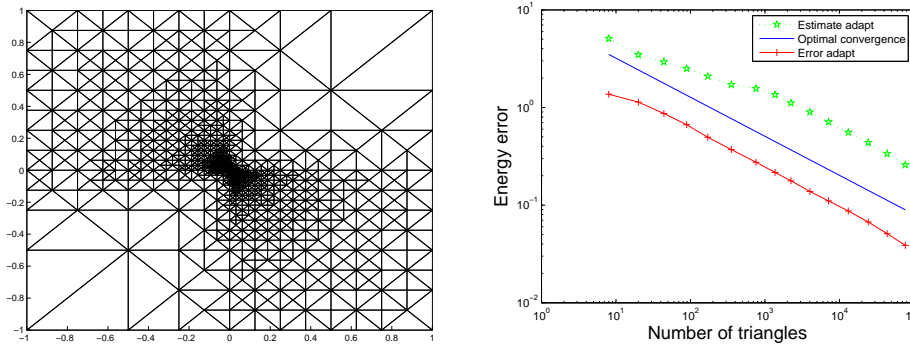 1
0.8
0.6
0.4
0.2
0
−0.2
−0.4
−0.6
−0.8
−1
−1 −0.8 −0.6 −0.4 −0.2 0 0.2 0.4 0.6 0.8 1
Energy error
10^1
10^0
10^−1
10^−2
Estimate adapt
Optimal convergence
Error adapt
10^0 10^1 10^2 10^3 10^4
Number of triangles